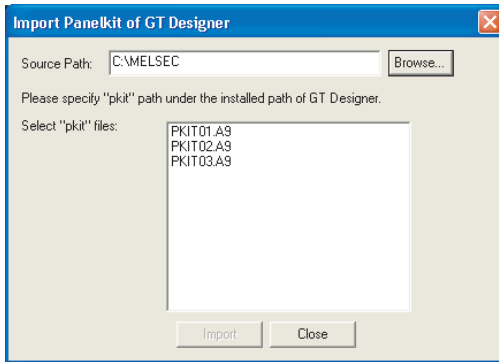 Import Panelkit of GT Designer
Source Path: C:\MELSEC Browse...
Please specify "pkit" path under the installed path of GT Designer.
Select "pkit" files:
PKIT01.A9
PKIT02.A9
PKIT03.A9
Import Close